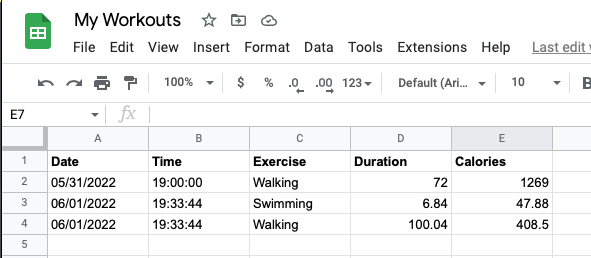 My Workouts
File Edit View Insert Format Data Tools Extensions Help Last edit
100% $ % .0 .00 123 Default (Ari... 10 B
E7 fx
A B C D E
1 Date Time Exercise Duration Calories
2 05/31/2022 19:00:00 Walking 72 1269
3 06/01/2022 19:33:44 Swimming 6.84 47.88
4 06/01/2022 19:33:44 Walking 100.04 408.5
5